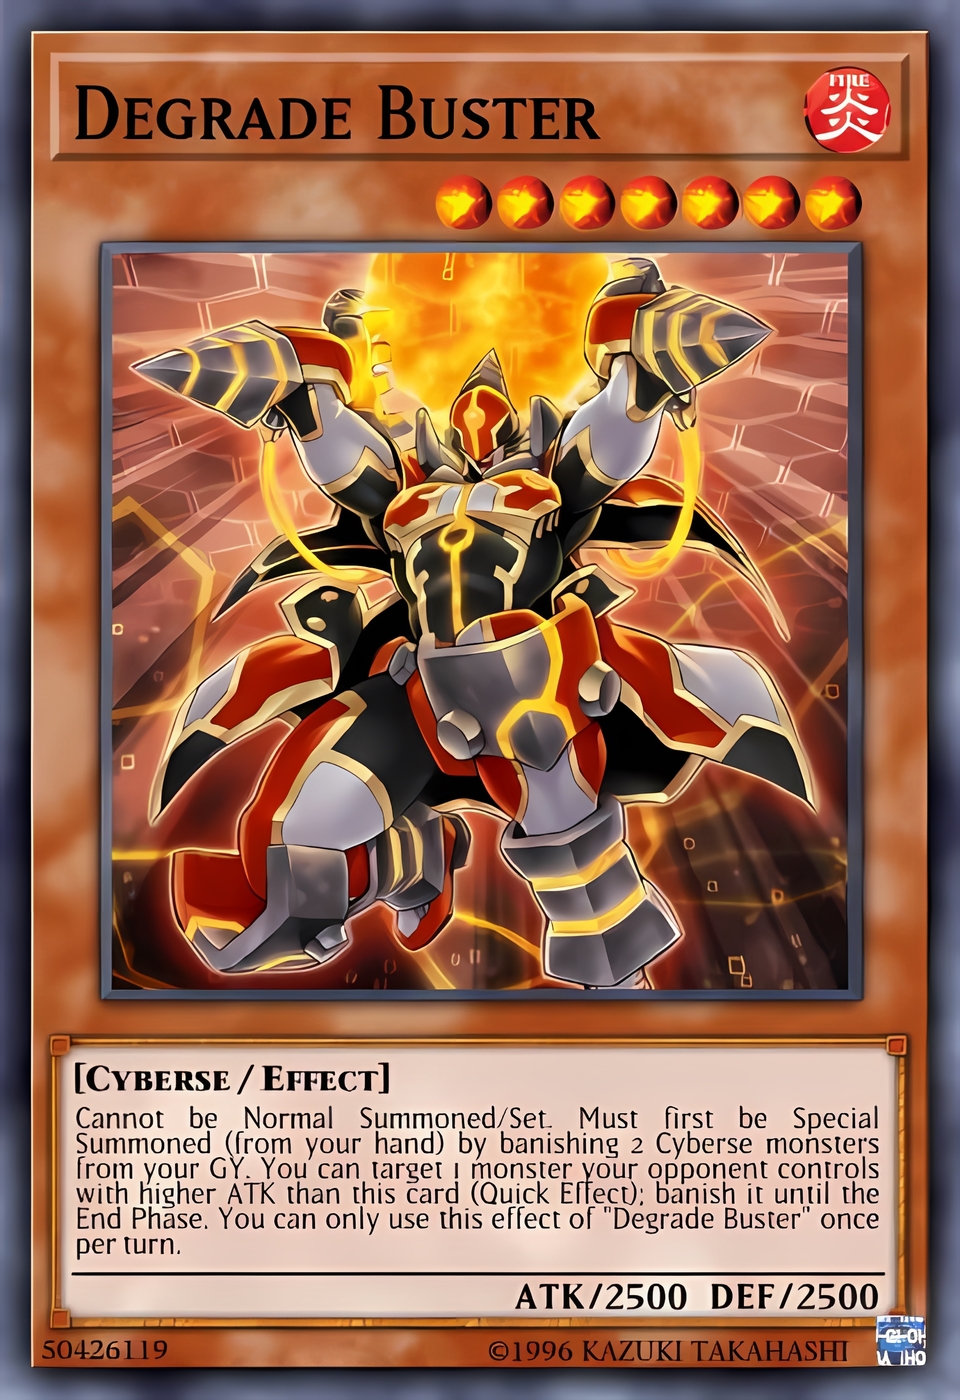 DEGRADE BUSTER
炎
[CYBERSE / EFFECT]
Cannot be Normal Summoned/Set. Must first be Special
Summoned (from your hand) by banishing 2 Cyberse monsters
from your GY. You can target 1 monster your opponent controls
with higher ATK than this card (Quick Effect); banish it until the
End Phase. You can only use this effect of "Degrade Buster" once
per turn.
ATK/2500 DEF/2500
50426119
©1996 KAZUKI TAKAHASHI